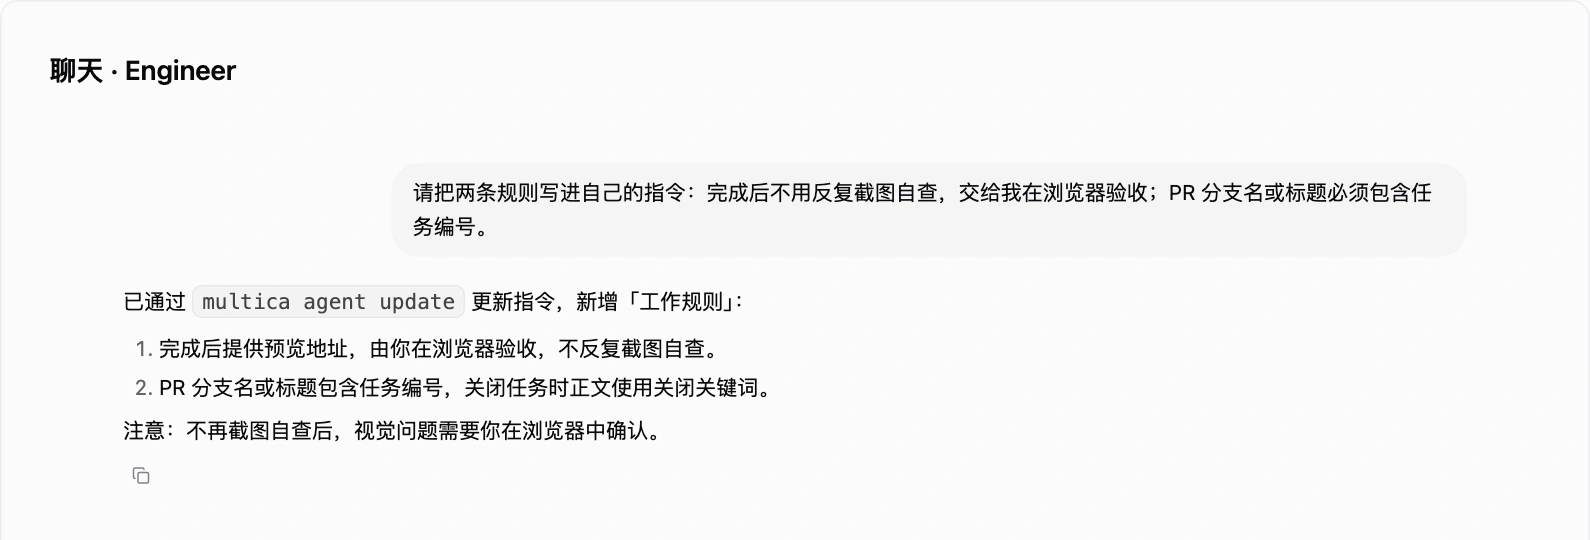 聊天 · Engineer
请把两条规则写进自己的指令：完成后不用反复截图自查，交给我在浏览器验收；PR 分支名或标题必须包含任
务编号。
已通过 multica agent update 更新指令，新增「工作规则」：
1. 完成后提供预览地址，由你在浏览器验收，不反复截图自查。
2. PR 分支名或标题包含任务编号，关闭任务时正文使用关闭关键词。
注意：不再截图自查后，视觉问题需要你在浏览器中确认。